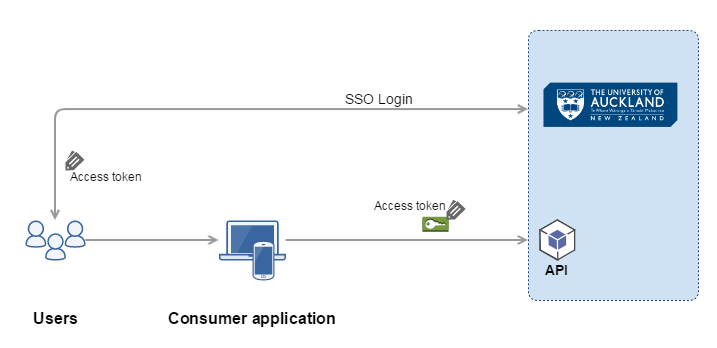 SSO Login
THE UNIVERSITY OF
AUCKLAND
Te Whare Wānanga o Tāmaki Makaurau
NEW ZEALAND
Access token
Access token
API
Users
Consumer application